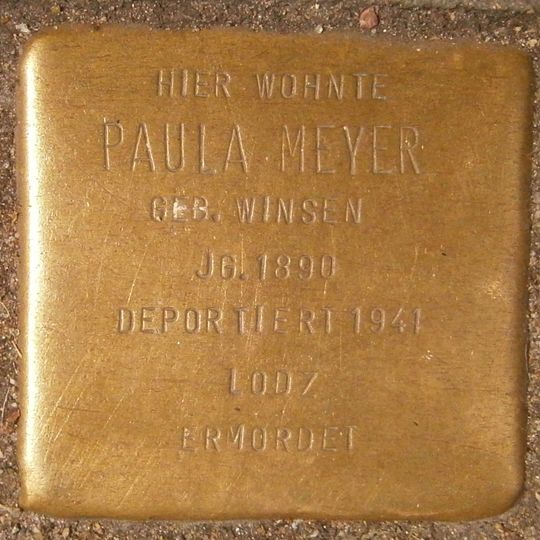 HIER WOHNTE
PAULA MEYER
GEB. WINSEN
JG. 1890
DEPORTIERT 1941
LODZ
ERMORDET